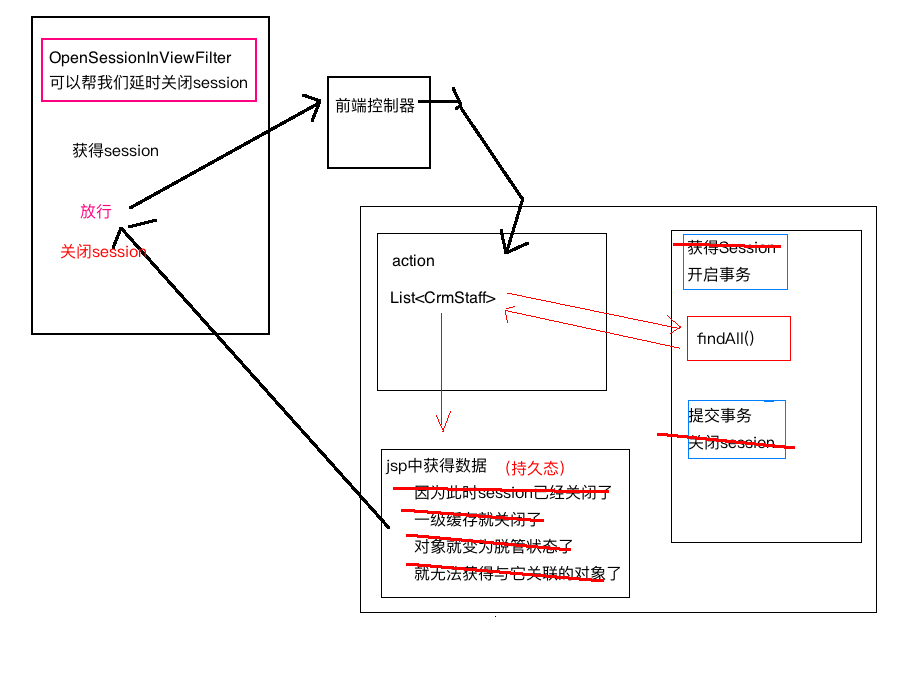 OpenSessionInViewFilter
可以帮我们延时关闭session
获得session
放行
关闭session
前端控制器
action
List<CrmStaff>
获得Session
开启事务
findAll()
提交事务
关闭session
jsp中获得数据 (持久态)
因为此时session已经关闭了
一级缓存就关闭了
对象就变为脱管状态了
就无法获得与它关联的对象了